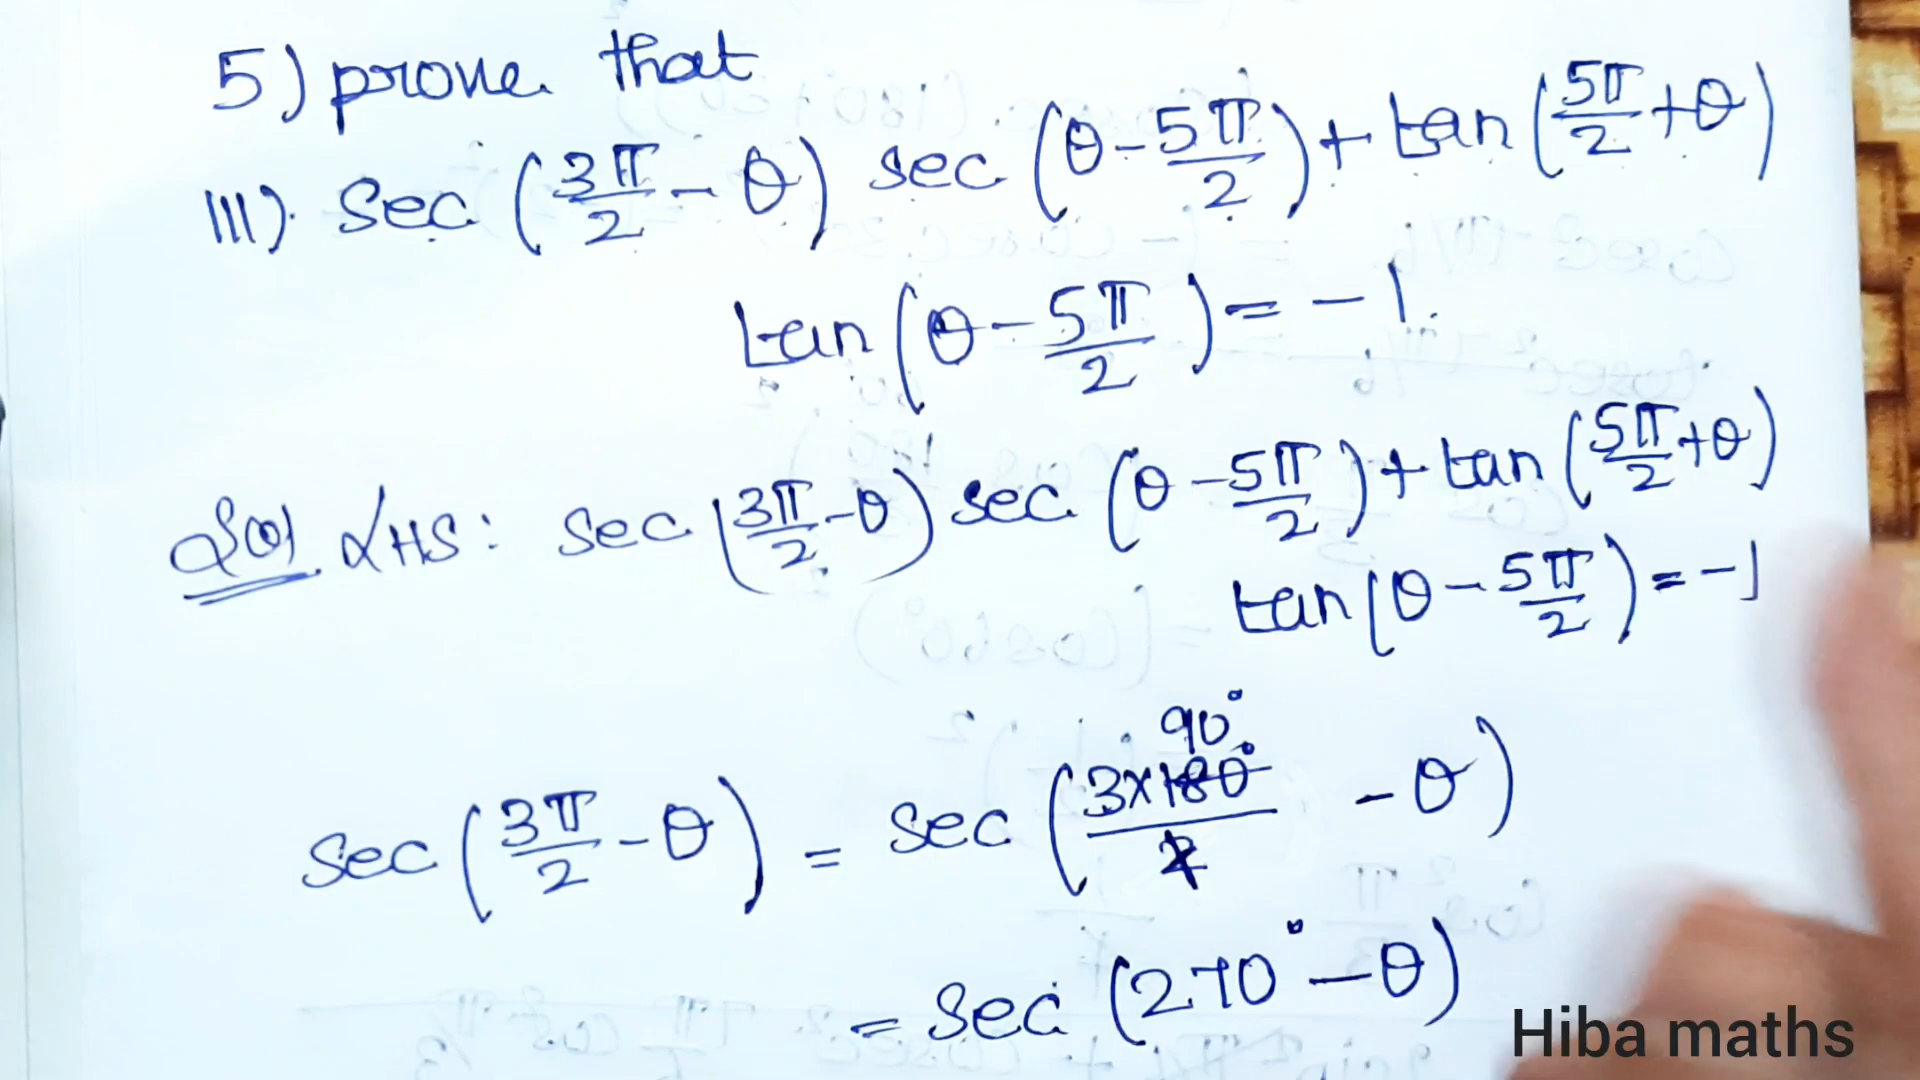 5) prove that
III). Sec (3π/2 - θ) sec (θ - 5π/2) + tan (5π/2 + θ)
tan (θ - 5π/2) = -1.
Sol LHS: sec (3π/2 - θ) sec (θ - 5π/2) + tan (5π/2 + θ)
tan (θ - 5π/2) = -1
90°
sec (3π/2 - θ) = sec (3×180°/2 - θ)
= sec (270° - θ)
Hiba maths